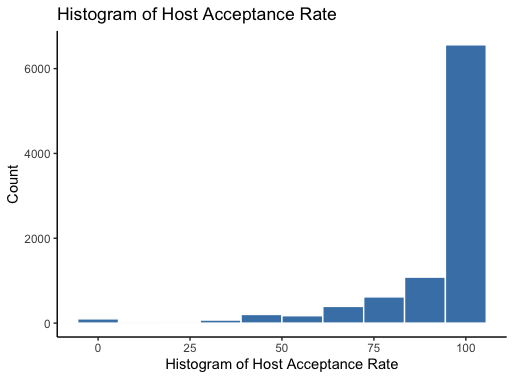 Histogram of Host Acceptance Rate
6000
4000
2000
0
Count
0 25 50 75 100
Histogram of Host Acceptance Rate